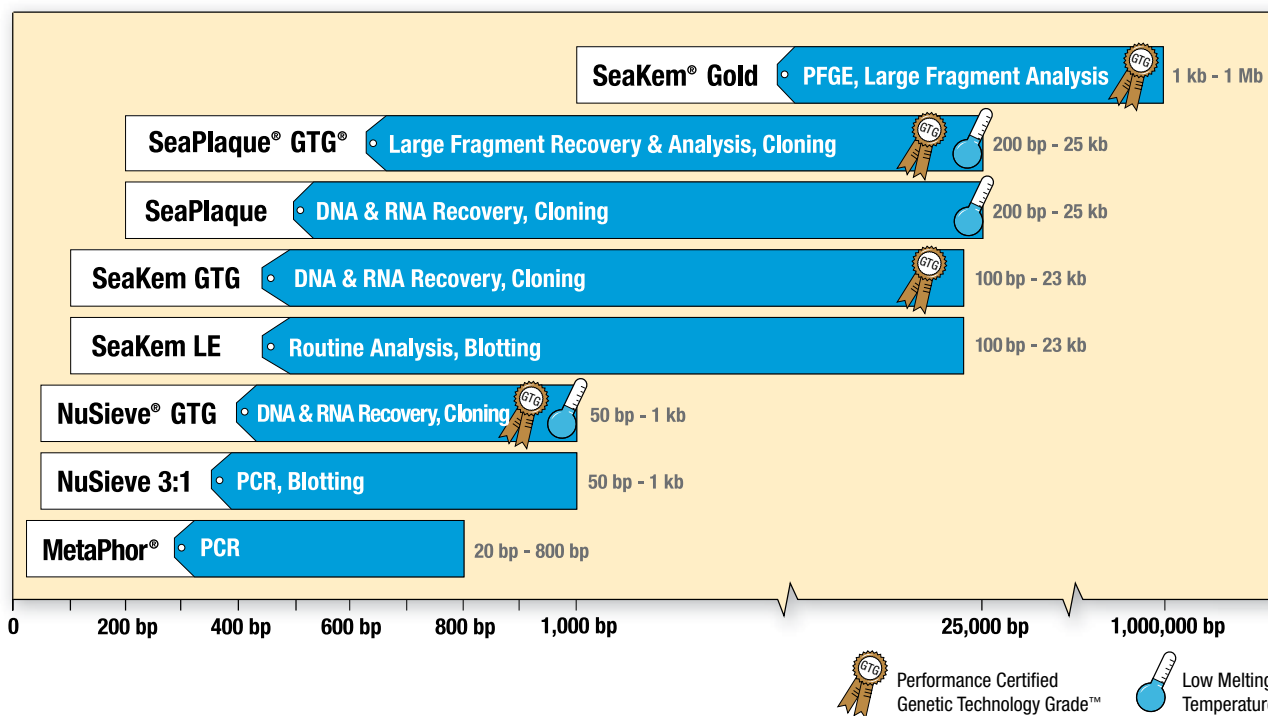 SeaKem® Gold PFGE, Large Fragment Analysis GTG 1 kb - 1 Mb
SeaPlaque® GTG® Large Fragment Recovery & Analysis, Cloning GTG 200 bp - 25 kb
SeaPlaque DNA & RNA Recovery, Cloning 200 bp - 25 kb
SeaKem GTG DNA & RNA Recovery, Cloning GTG 100 bp - 23 kb
SeaKem LE Routine Analysis, Blotting 100 bp - 23 kb
NuSieve® GTG DNA & RNA Recovery, Cloning GTG 50 bp - 1 kb
NuSieve 3:1 PCR, Blotting 50 bp - 1 kb
MetaPhor® PCR 20 bp - 800 bp
0 200 bp 400 bp 600 bp 800 bp 1,000 bp 25,000 bp 1,000,000 bp
GTG Performance Certified Low Melting
Genetic Technology Grade™ Temperature